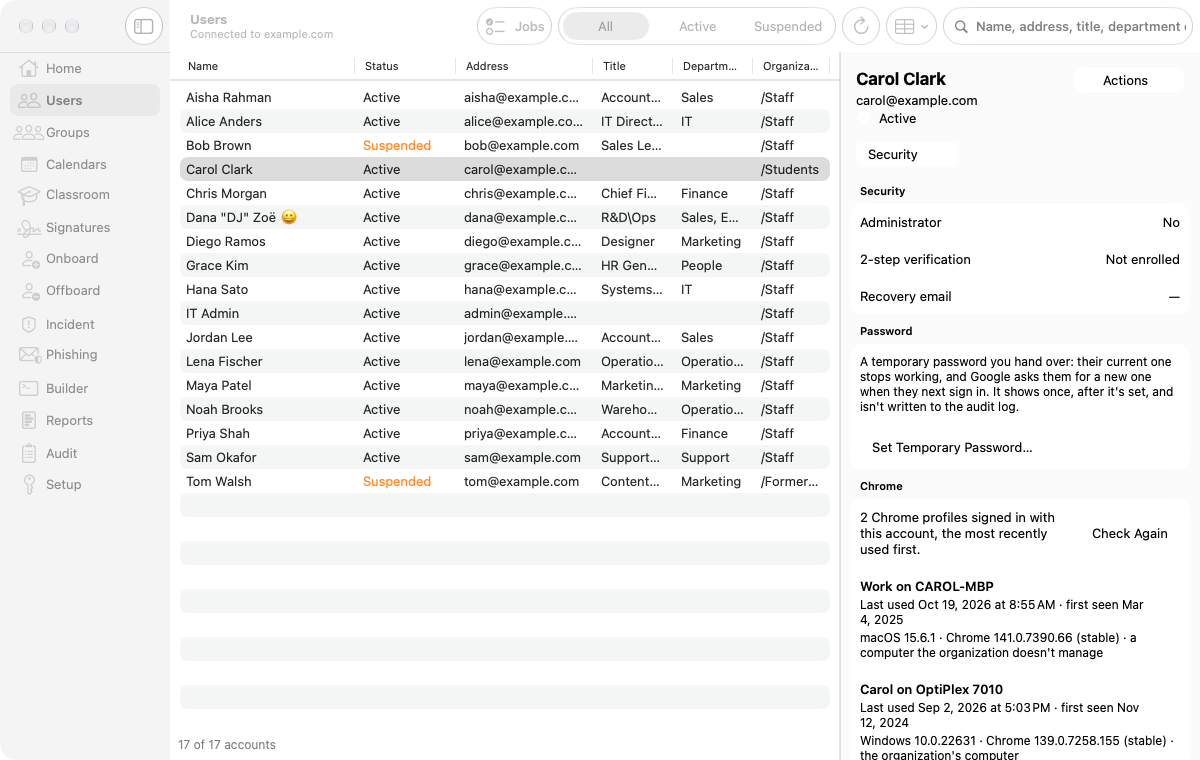 Users
Connected to example.com
Jobs
All
Active
Suspended
Name, address, title, department
Home
Users
Groups
Calendars
Classroom
Signatures
Onboard
Offboard
Incident
Phishing
Builder
Reports
Audit
Setup
Name Status Address Title Departm... Organiza...
Aisha Rahman Active aisha@example.c... Account... Sales /Staff
Alice Anders Active alice@example.co... IT Direct... IT /Staff
Bob Brown Suspended bob@example.com Sales Le... /Staff
Carol Clark Active carol@example.c... /Students
Chris Morgan Active chris@example.c... Chief Fi... Finance /Staff
Dana "DJ" Zoë 😀 Active dana@example.c... R&D\Ops Sales, E... /Staff
Diego Ramos Active diego@example.c... Designer Marketing /Staff
Grace Kim Active grace@example.c... HR Gen... People /Staff
Hana Sato Active hana@example.c... Systems... IT /Staff
IT Admin Active admin@example.... /Staff
Jordan Lee Active jordan@example.... Account... Sales /Staff
Lena Fischer Active lena@example.com Operatio... Operatio... /Staff
Maya Patel Active maya@example.c... Marketin... Marketing /Staff
Noah Brooks Active noah@example.c... Wareho... Operatio... /Staff
Priya Shah Active priya@example.c... Account... Finance /Staff
Sam Okafor Active sam@example.com Support... Support /Staff
Tom Walsh Suspended tom@example.com Content... Marketing /Former...
17 of 17 accounts
Carol Clark
Actions
carol@example.com
Active
Security
Security
Administrator No
2-step verification Not enrolled
Recovery email —
Password
A temporary password you hand over: their current one
stops working, and Google asks them for a new one
when they next sign in. It shows once, after it's set, and
isn't written to the audit log.
Set Temporary Password...
Chrome
2 Chrome profiles signed in with
this account, the most recently
used first.
Check Again
Work on CAROL-MBP
Last used Oct 19, 2026 at 8:55 AM · first seen Mar
4, 2025
macOS 15.6.1 · Chrome 141.0.7390.66 (stable) · a
computer the organization doesn't manage
Carol on OptiPlex 7010
Last used Sep 2, 2026 at 5:03 PM · first seen Nov
12, 2024
Windows 10.0.22631 · Chrome 139.0.7258.155 (stable) ·
the organization's computer